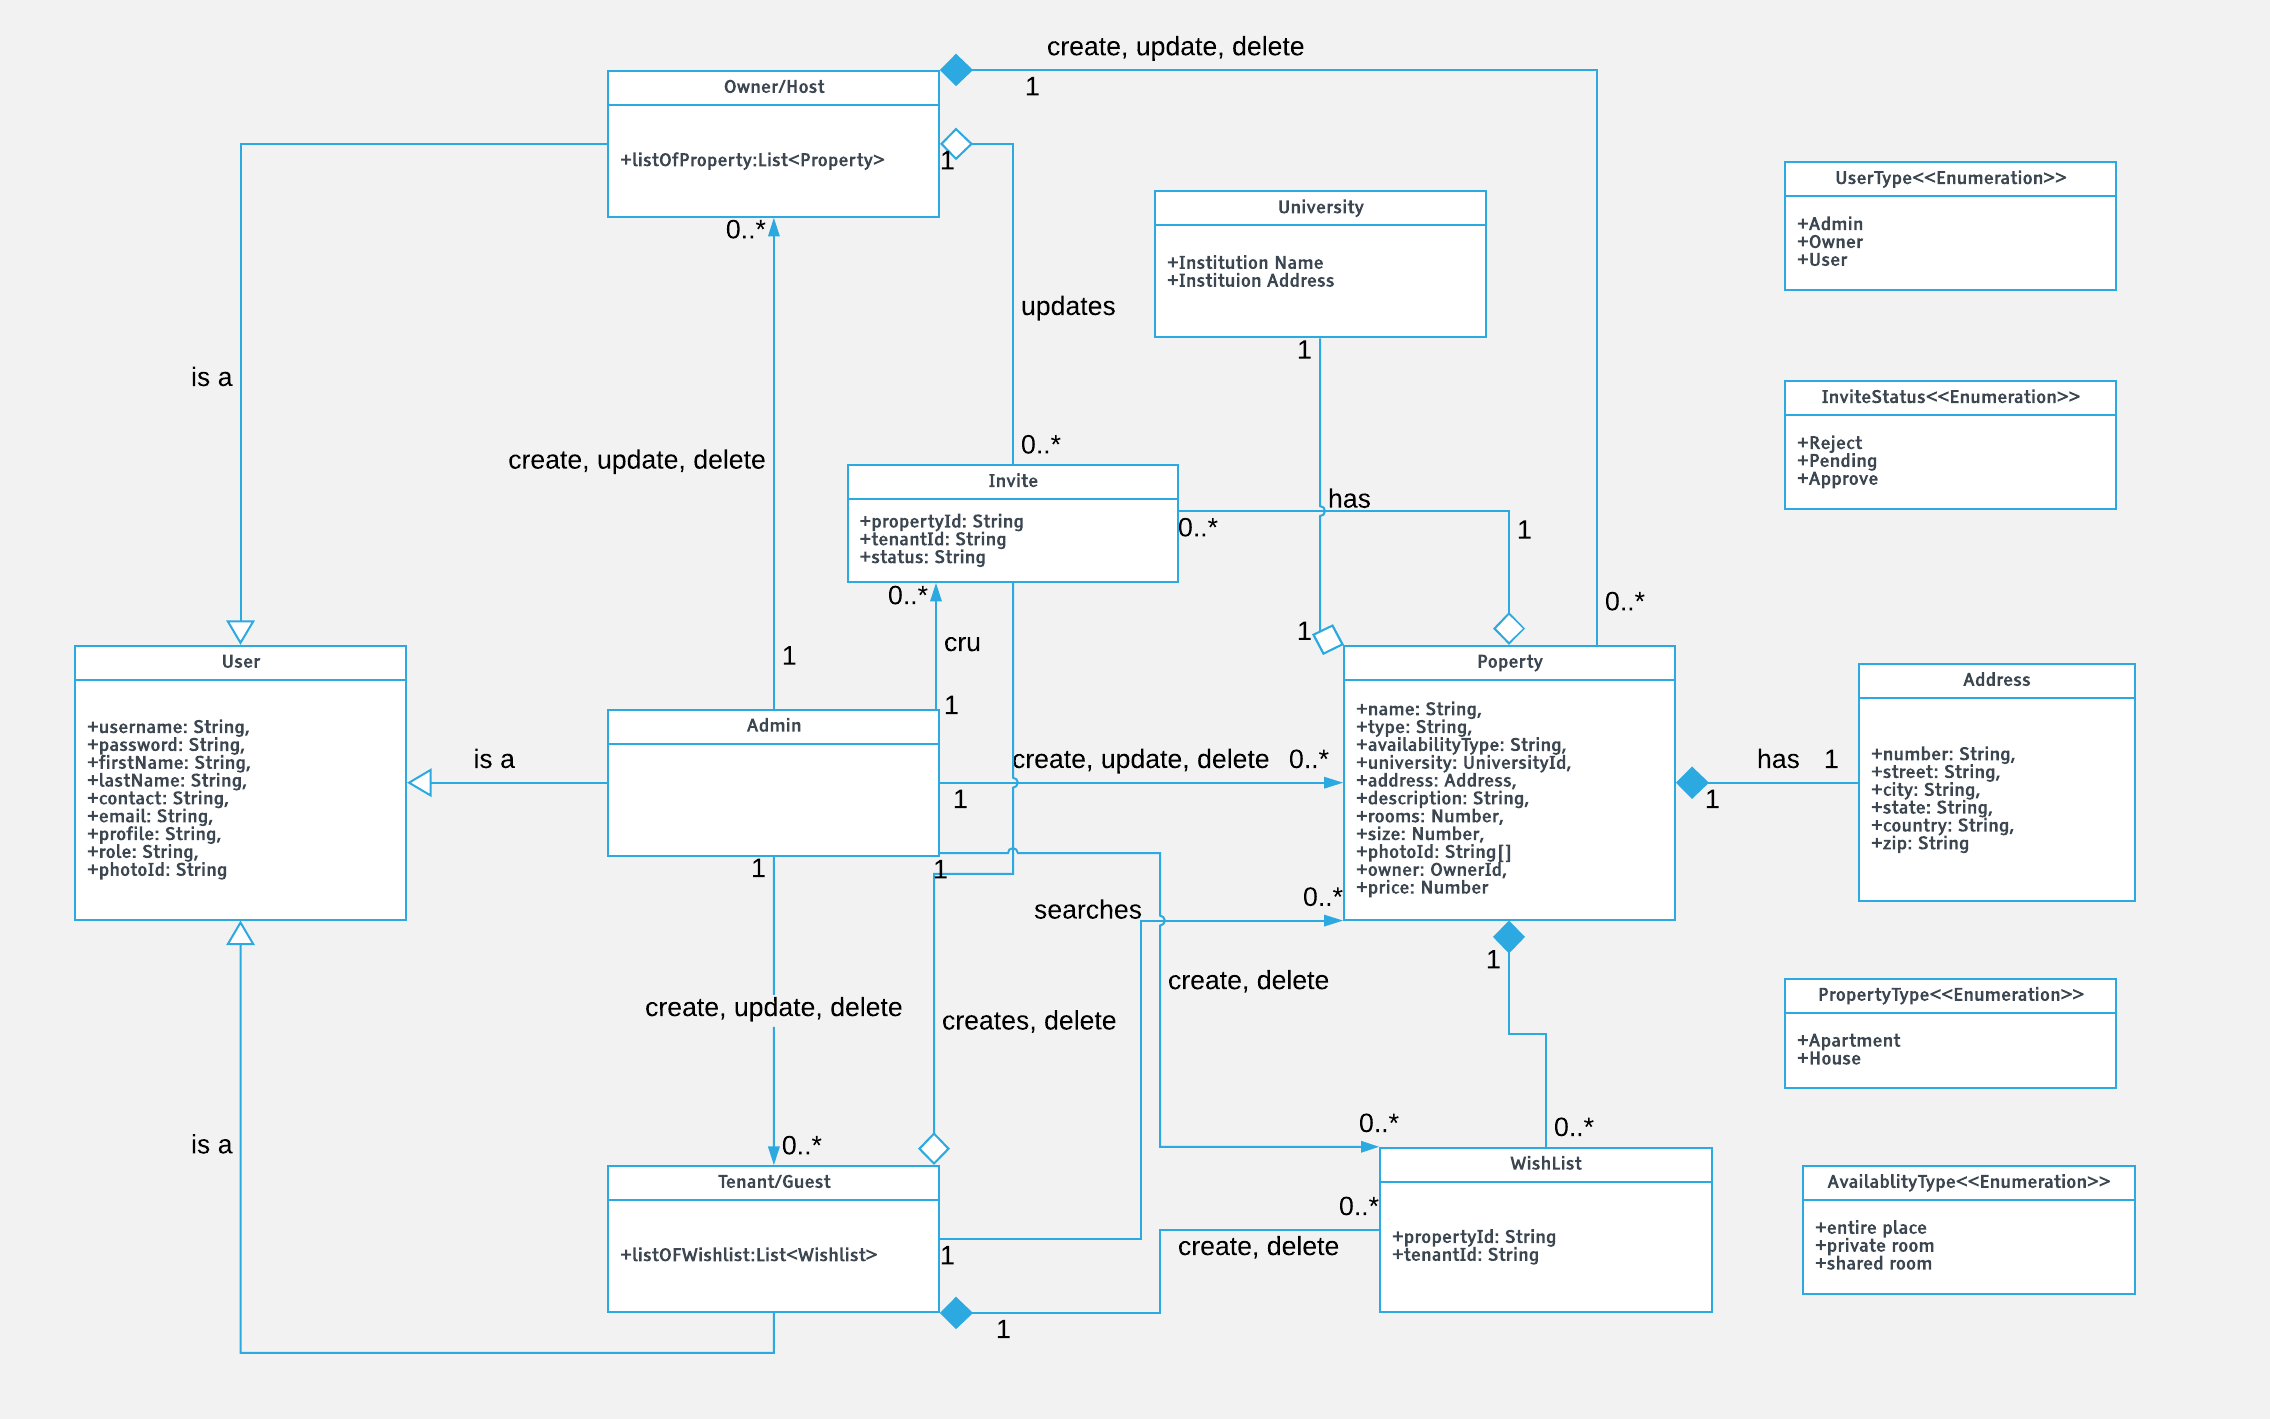 create, update, delete
1
Owner/Host
+listOfProperty:List<Property>
1
0..*
updates
0..*
is a
create, update, delete
1
University
+Institution Name
+Instituion Address
1
1
has
0..*
1
0..*
UserType<<Enumeration>>
+Admin
+Owner
+User
InviteStatus<<Enumeration>>
+Reject
+Pending
+Approve
Invite
+propertyId: String
+tenantId: String
+status: String
0..*
cru
1
User
+username: String,
+password: String,
+firstName: String,
+lastName: String,
+contact: String,
+email: String,
+profile: String,
+role: String,
+photoId: String
is a
Admin
create, update, delete
0..*
1
1
1
Poperty
+name: String,
+type: String,
+availabilityType: String,
+university: UniversityId,
+address: Address,
+description: String,
+rooms: Number,
+size: Number,
+photoId: String[]
+owner: OwnerId,
+price: Number
has
1
1
Address
+number: String,
+street: String,
+city: String,
+state: String,
+country: String,
+zip: String
searches
0..*
create, delete
1
create, update, delete
creates, delete
0..*
is a
0..*
0..*
PropertyType<<Enumeration>>
+Apartment
+House
Tenant/Guest
+listOFWishlist:List<Wishlist>
1
0..*
create, delete
1
WishList
+propertyId: String
+tenantId: String
AvailablityType<<Enumeration>>
+entire place
+private room
+shared room